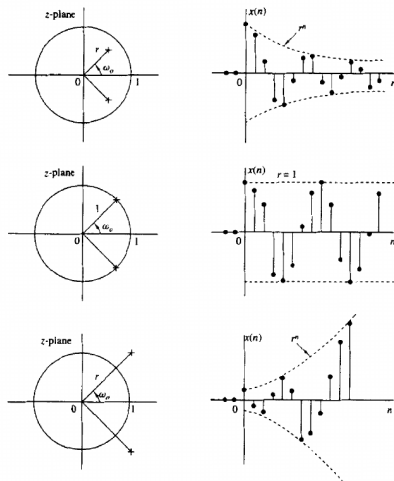 z-plane
r
ω₀
0
1
x(n)
rⁿ
0
z-plane
1
ω₀
0
1
x(n)
r = 1
0
n
z-plane
r
ω₀
0
1
x(n)
rⁿ
0
n